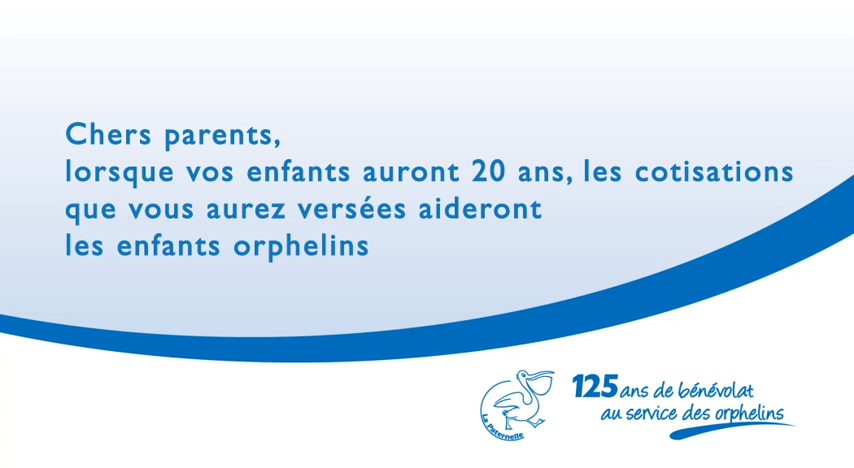 Chers parents,
lorsque vos enfants auront 20 ans, les cotisations
que vous aurez versées aideront
les enfants orphelins
La Paternelle
125 ans de bénévolat
au service des orphelins